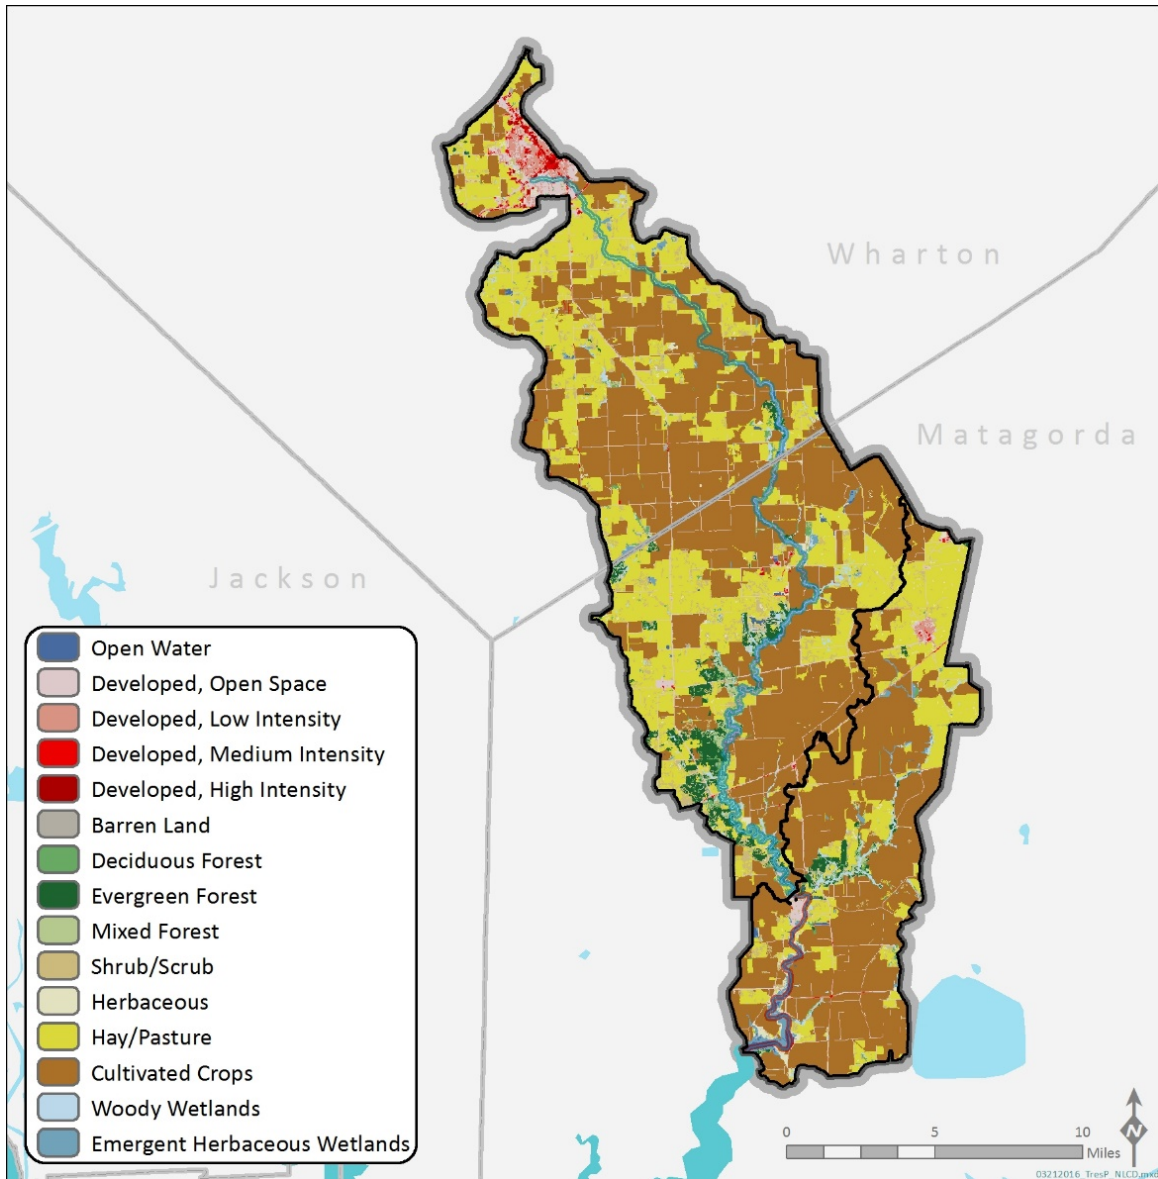 Wharton
Matagorda
Jackson
Open Water
Developed, Open Space
Developed, Low Intensity
Developed, Medium Intensity
Developed, High Intensity
Barren Land
Deciduous Forest
Evergreen Forest
Mixed Forest
Shrub/Scrub
Herbaceous
Hay/Pasture
Cultivated Crops
Woody Wetlands
Emergent Herbaceous Wetlands
N
0 5 10
Miles
03212016_TresP_NLCD.mxd